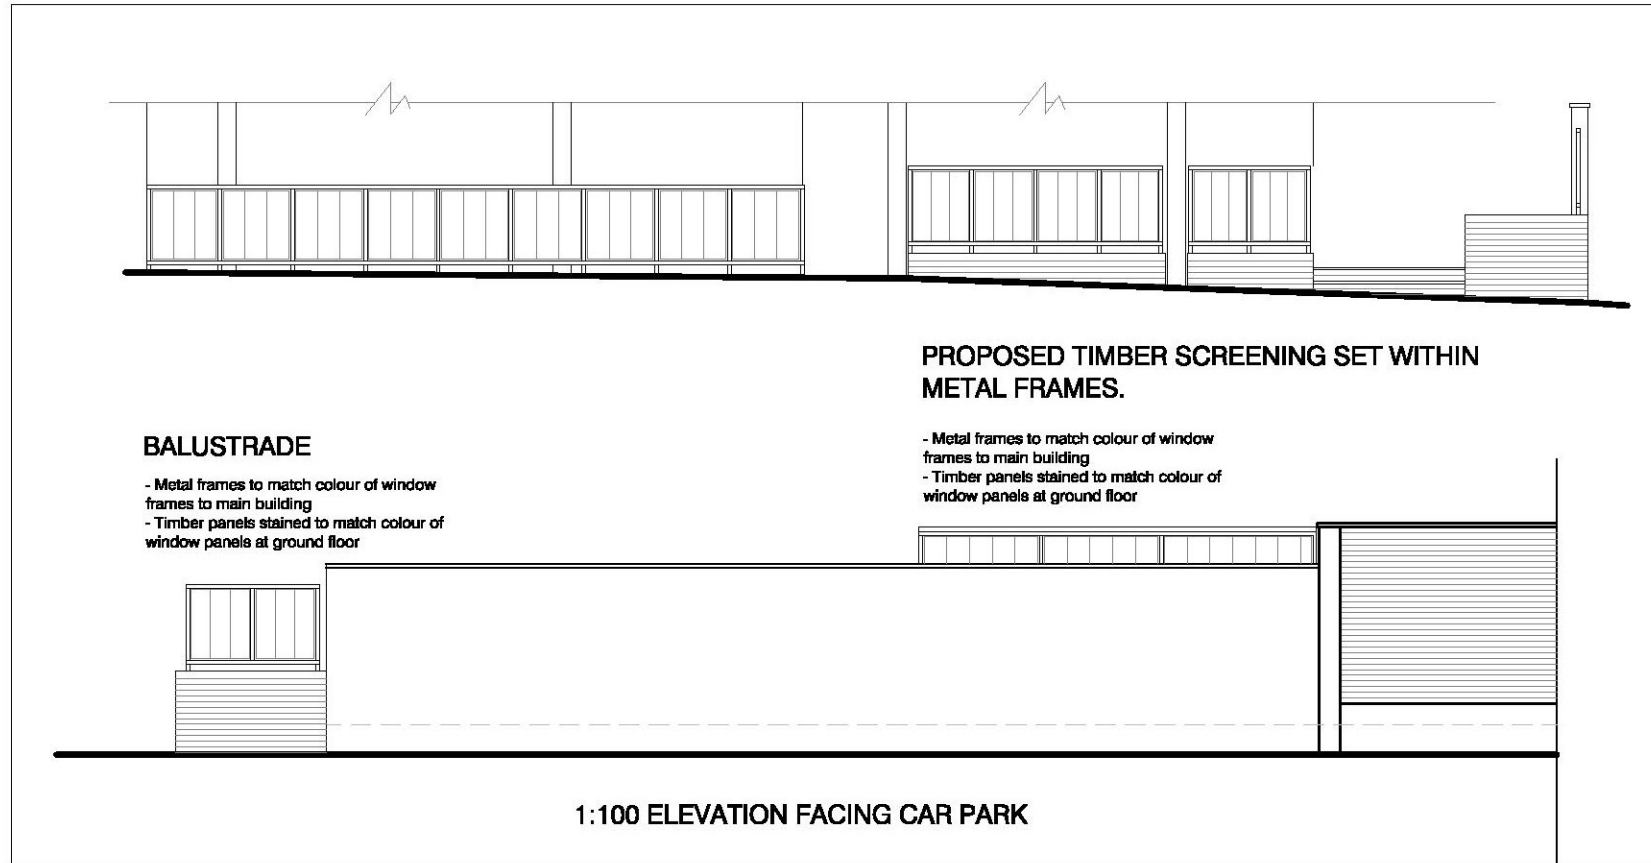 PROPOSED TIMBER SCREENING SET WITHIN
METAL FRAMES.
- Metal frames to match colour of window
frames to main building
- Timber panels stained to match colour of
window panels at ground floor
BALUSTRADE
- Metal frames to match colour of window
frames to main building
- Timber panels stained to match colour of
window panels at ground floor
1:100 ELEVATION FACING CAR PARK